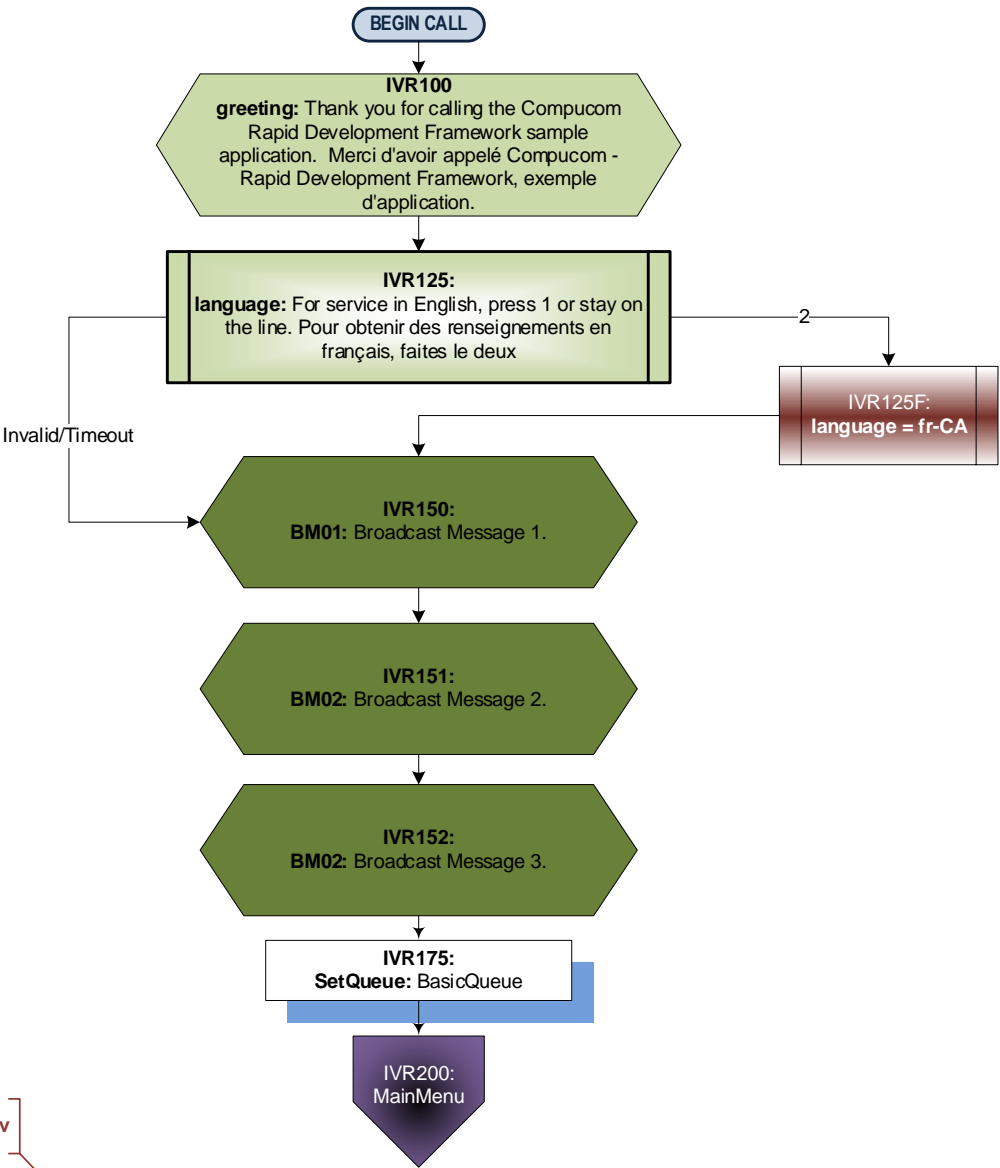 BEGIN CALL
IVR100
greeting: Thank you for calling the Compucom
Rapid Development Framework sample
application.  Merci d'avoir appelé Compucom -
Rapid Development Framework, exemple
d'application.
IVR125:
language: For service in English, press 1 or stay on
the line. Pour obtenir des renseignements en
français, faites le deux
2
IVR125F:
language = fr-CA
Invalid/Timeout
IVR150:
BM01: Broadcast Message 1.
IVR151:
BM02: Broadcast Message 2.
IVR152:
BM02: Broadcast Message 3.
IVR175:
SetQueue: BasicQueue
IVR200:
MainMenu
v